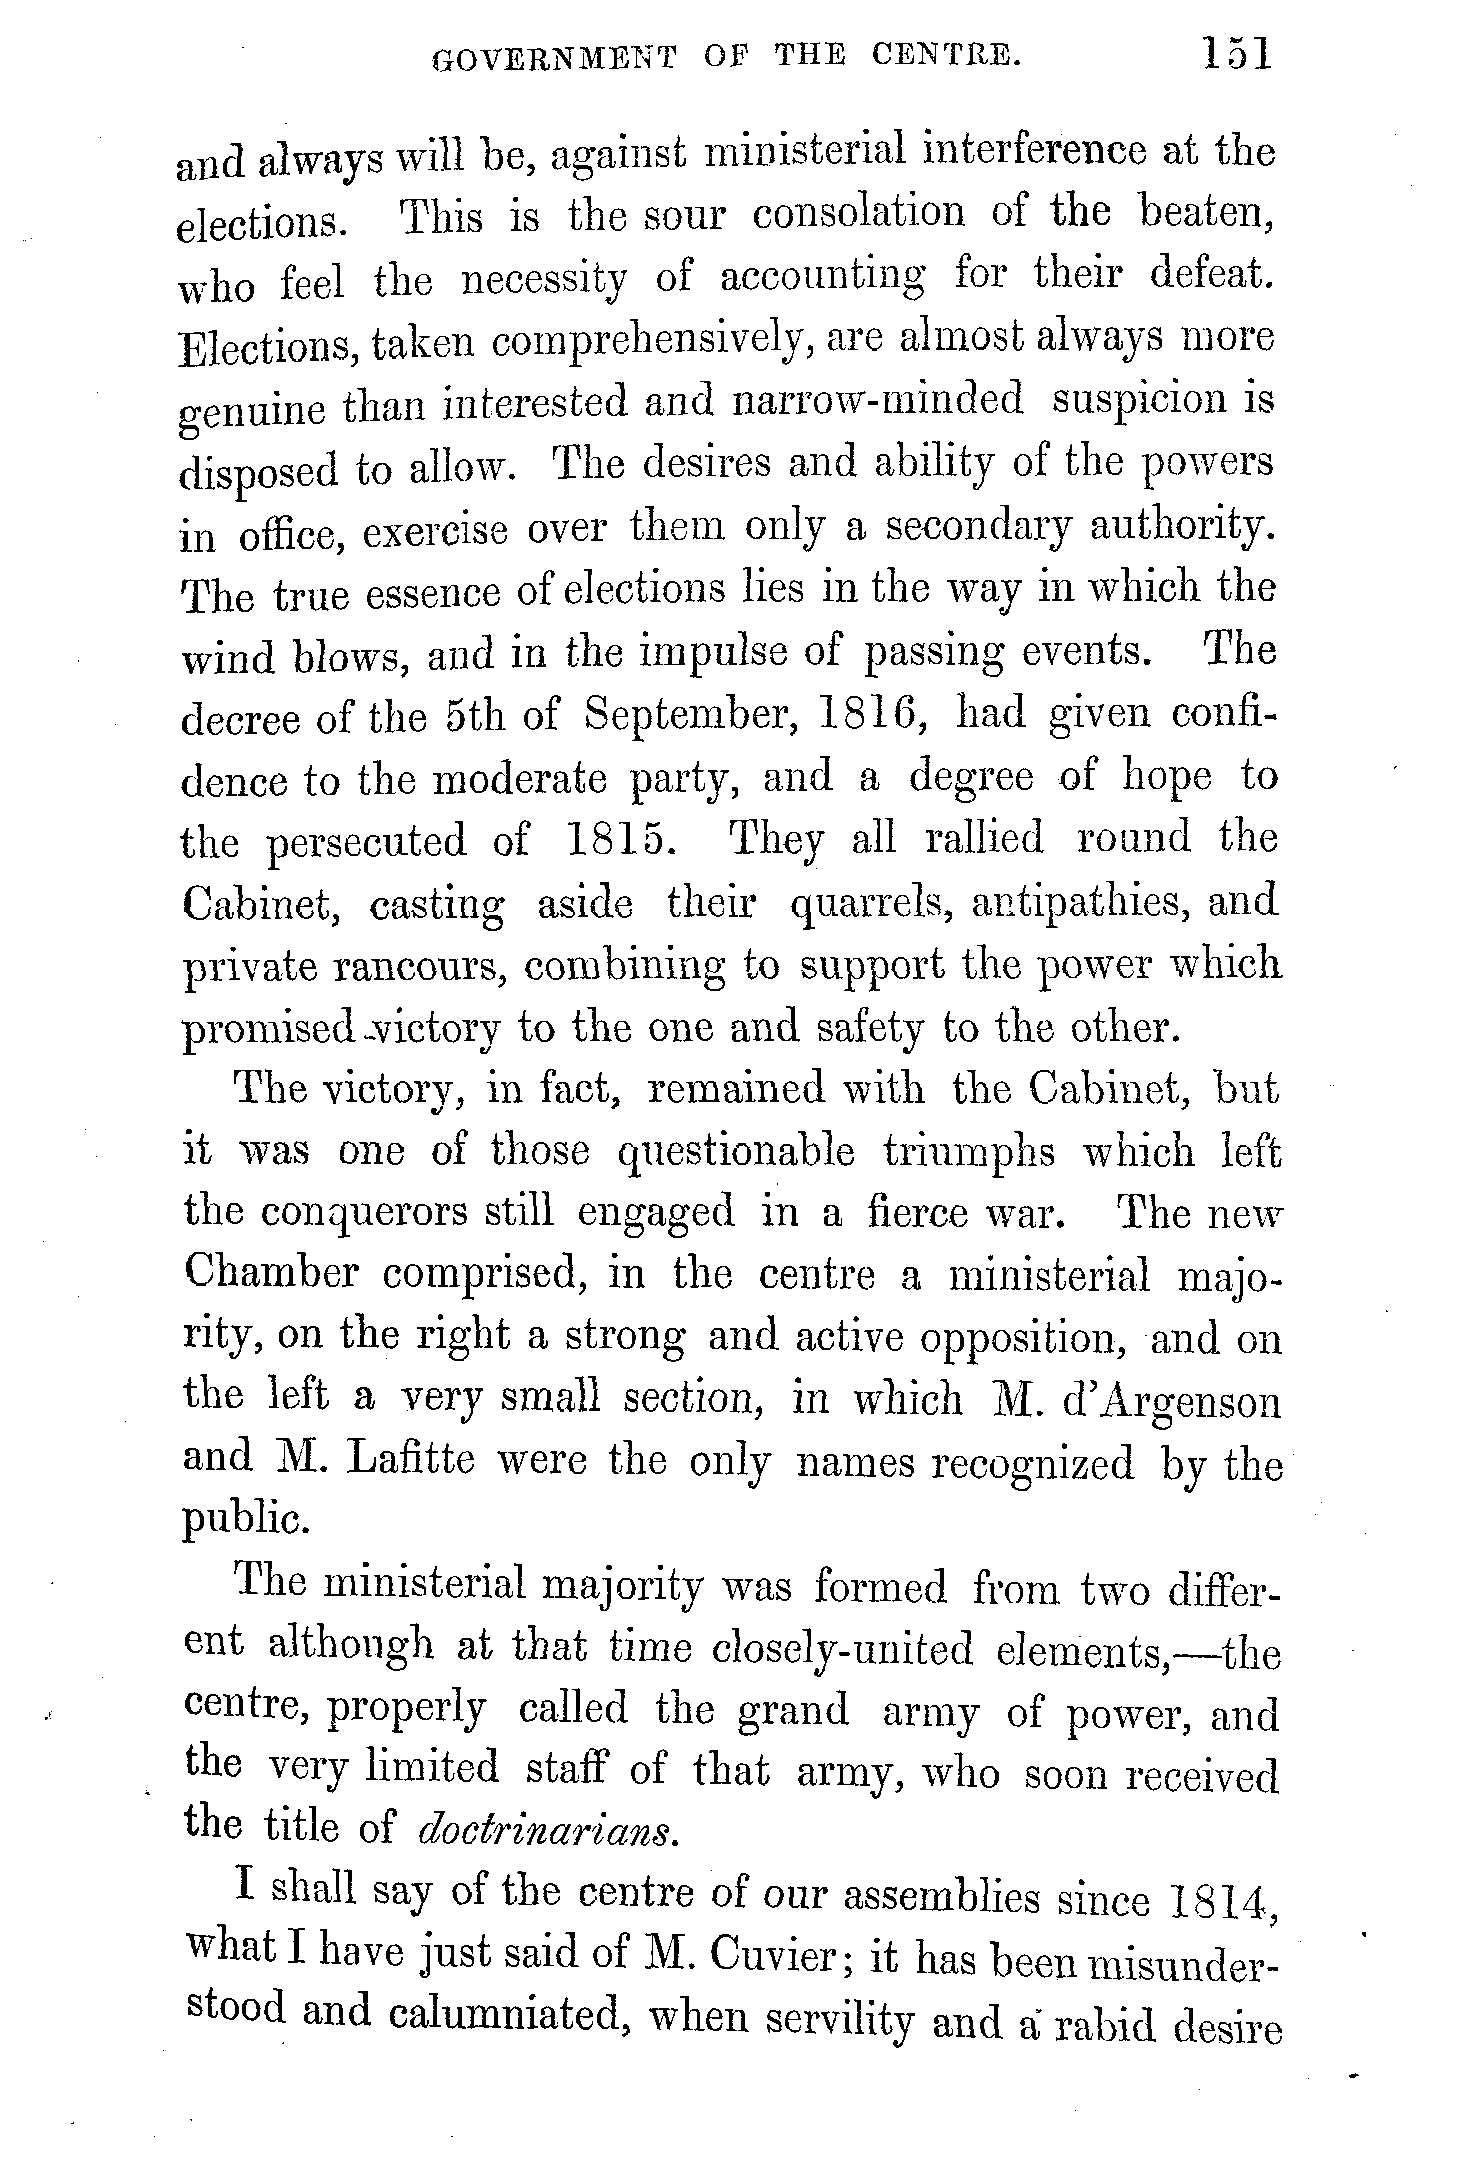 GOVERNMENT OF THE CENTRE. 151
and always will be, against ministerial interference at the
elections. This is the sour consolation of the beaten,
who feel the necessity of accounting for their defeat.
Elections, taken comprehensively, are almost always more
genuine than interested and narrow-minded suspicion is
disposed to allow. The desires and ability of the powers
in office, exercise over them only a secondary authority.
The true essence of elections lies in the way in which the
wind blows, and in the impulse of passing events. The
decree of the 5th of September, 1816, had given confi-
dence to the moderate party, and a degree of hope to
the persecuted of 1815. They all rallied round the
Cabinet, casting aside their quarrels, antipathies, and
private rancours, combining to support the power which
promised victory to the one and safety to the other.
The victory, in fact, remained with the Cabinet, but
it was one of those questionable triumphs which left
the conquerors still engaged in a fierce war. The new
Chamber comprised, in the centre a ministerial majo-
rity, on the right a strong and active opposition, and on
the left a very small section, in which M. d'Argenson
and M. Lafitte were the only names recognized by the
public.
The ministerial majority was formed from two differ-
ent although at that time closely-united elements,—the
centre, properly called the grand army of power, and
the very limited staff of that army, who soon received
the title of doctrinarians.
I shall say of the centre of our assemblies since 1814,
what I have just said of M. Cuvier; it has been misunder-
stood and calumniated, when servility and a rabid desire